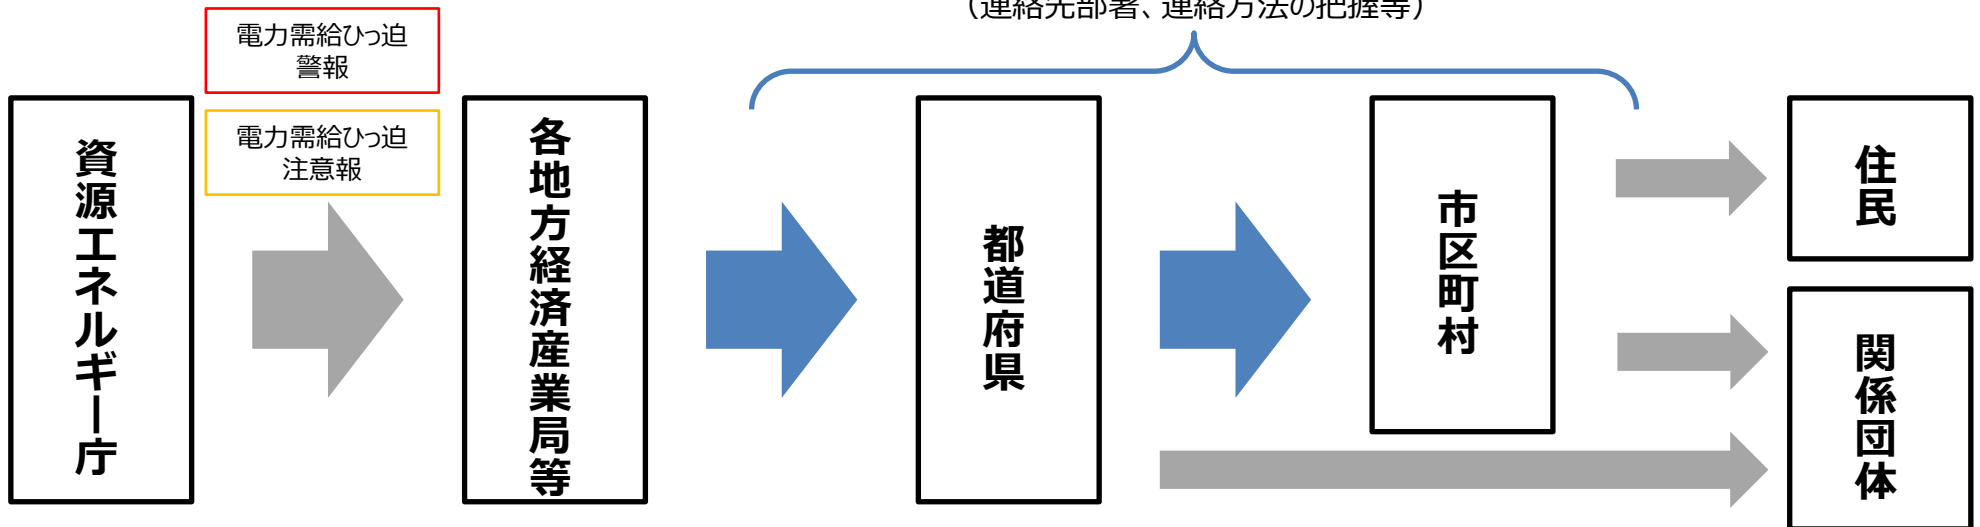 （連絡先部署、連絡方法の把握等）
電力需給ひっ迫
警報
電力需給ひっ迫
注意報
資源エネルギー庁
各地方経済産業局等
都道府県
市区町村
住民
関係団体